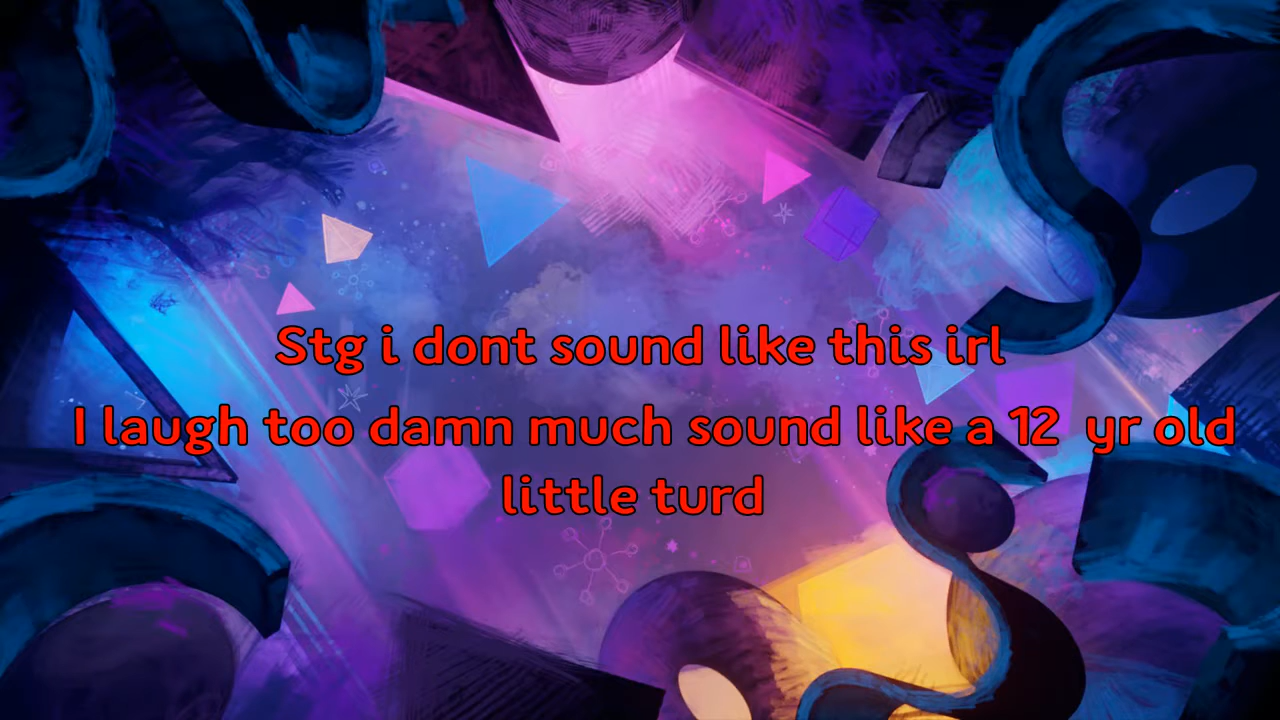 Stg i dont sound like this irl
I laugh too damn much sound like a 12 yr old
little turd